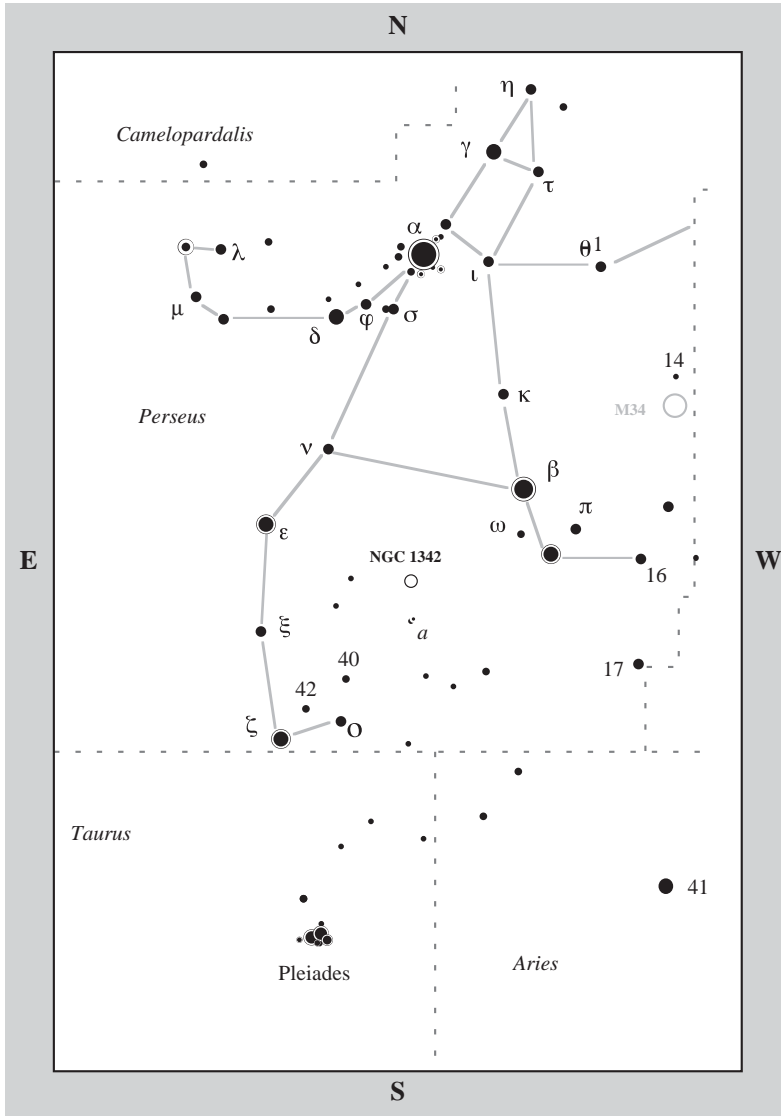 N
η
Camelopardalis
γ
τ
α
θ1
λ
ι
μ
φ
σ
δ
14
κ
M34
Perseus
ν
β
ω
π
ε
NGC 1342
E
W
16
ξ
a
40
17
42
ζ
ο
Taurus
41
Aries
Pleiades
S